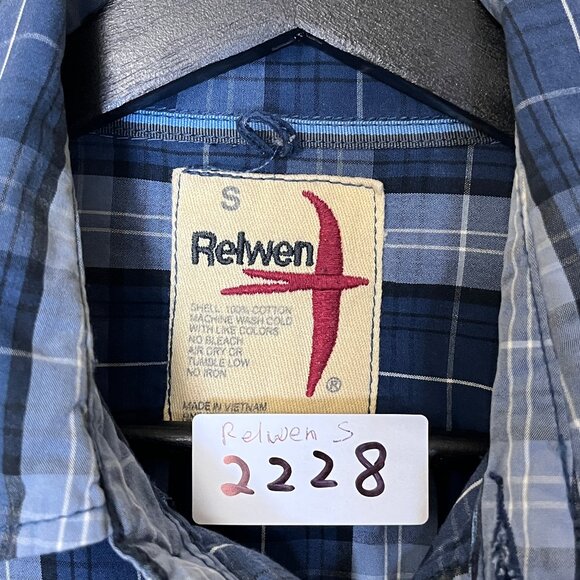 S
Relwen
®
SHELL: 100% COTTON
MACHINE WASH COLD
WITH LIKE COLORS
NO BLEACH
AIR DRY OR
TUMBLE LOW
NO IRON
MADE IN VIETNAM
Relwen S
2228